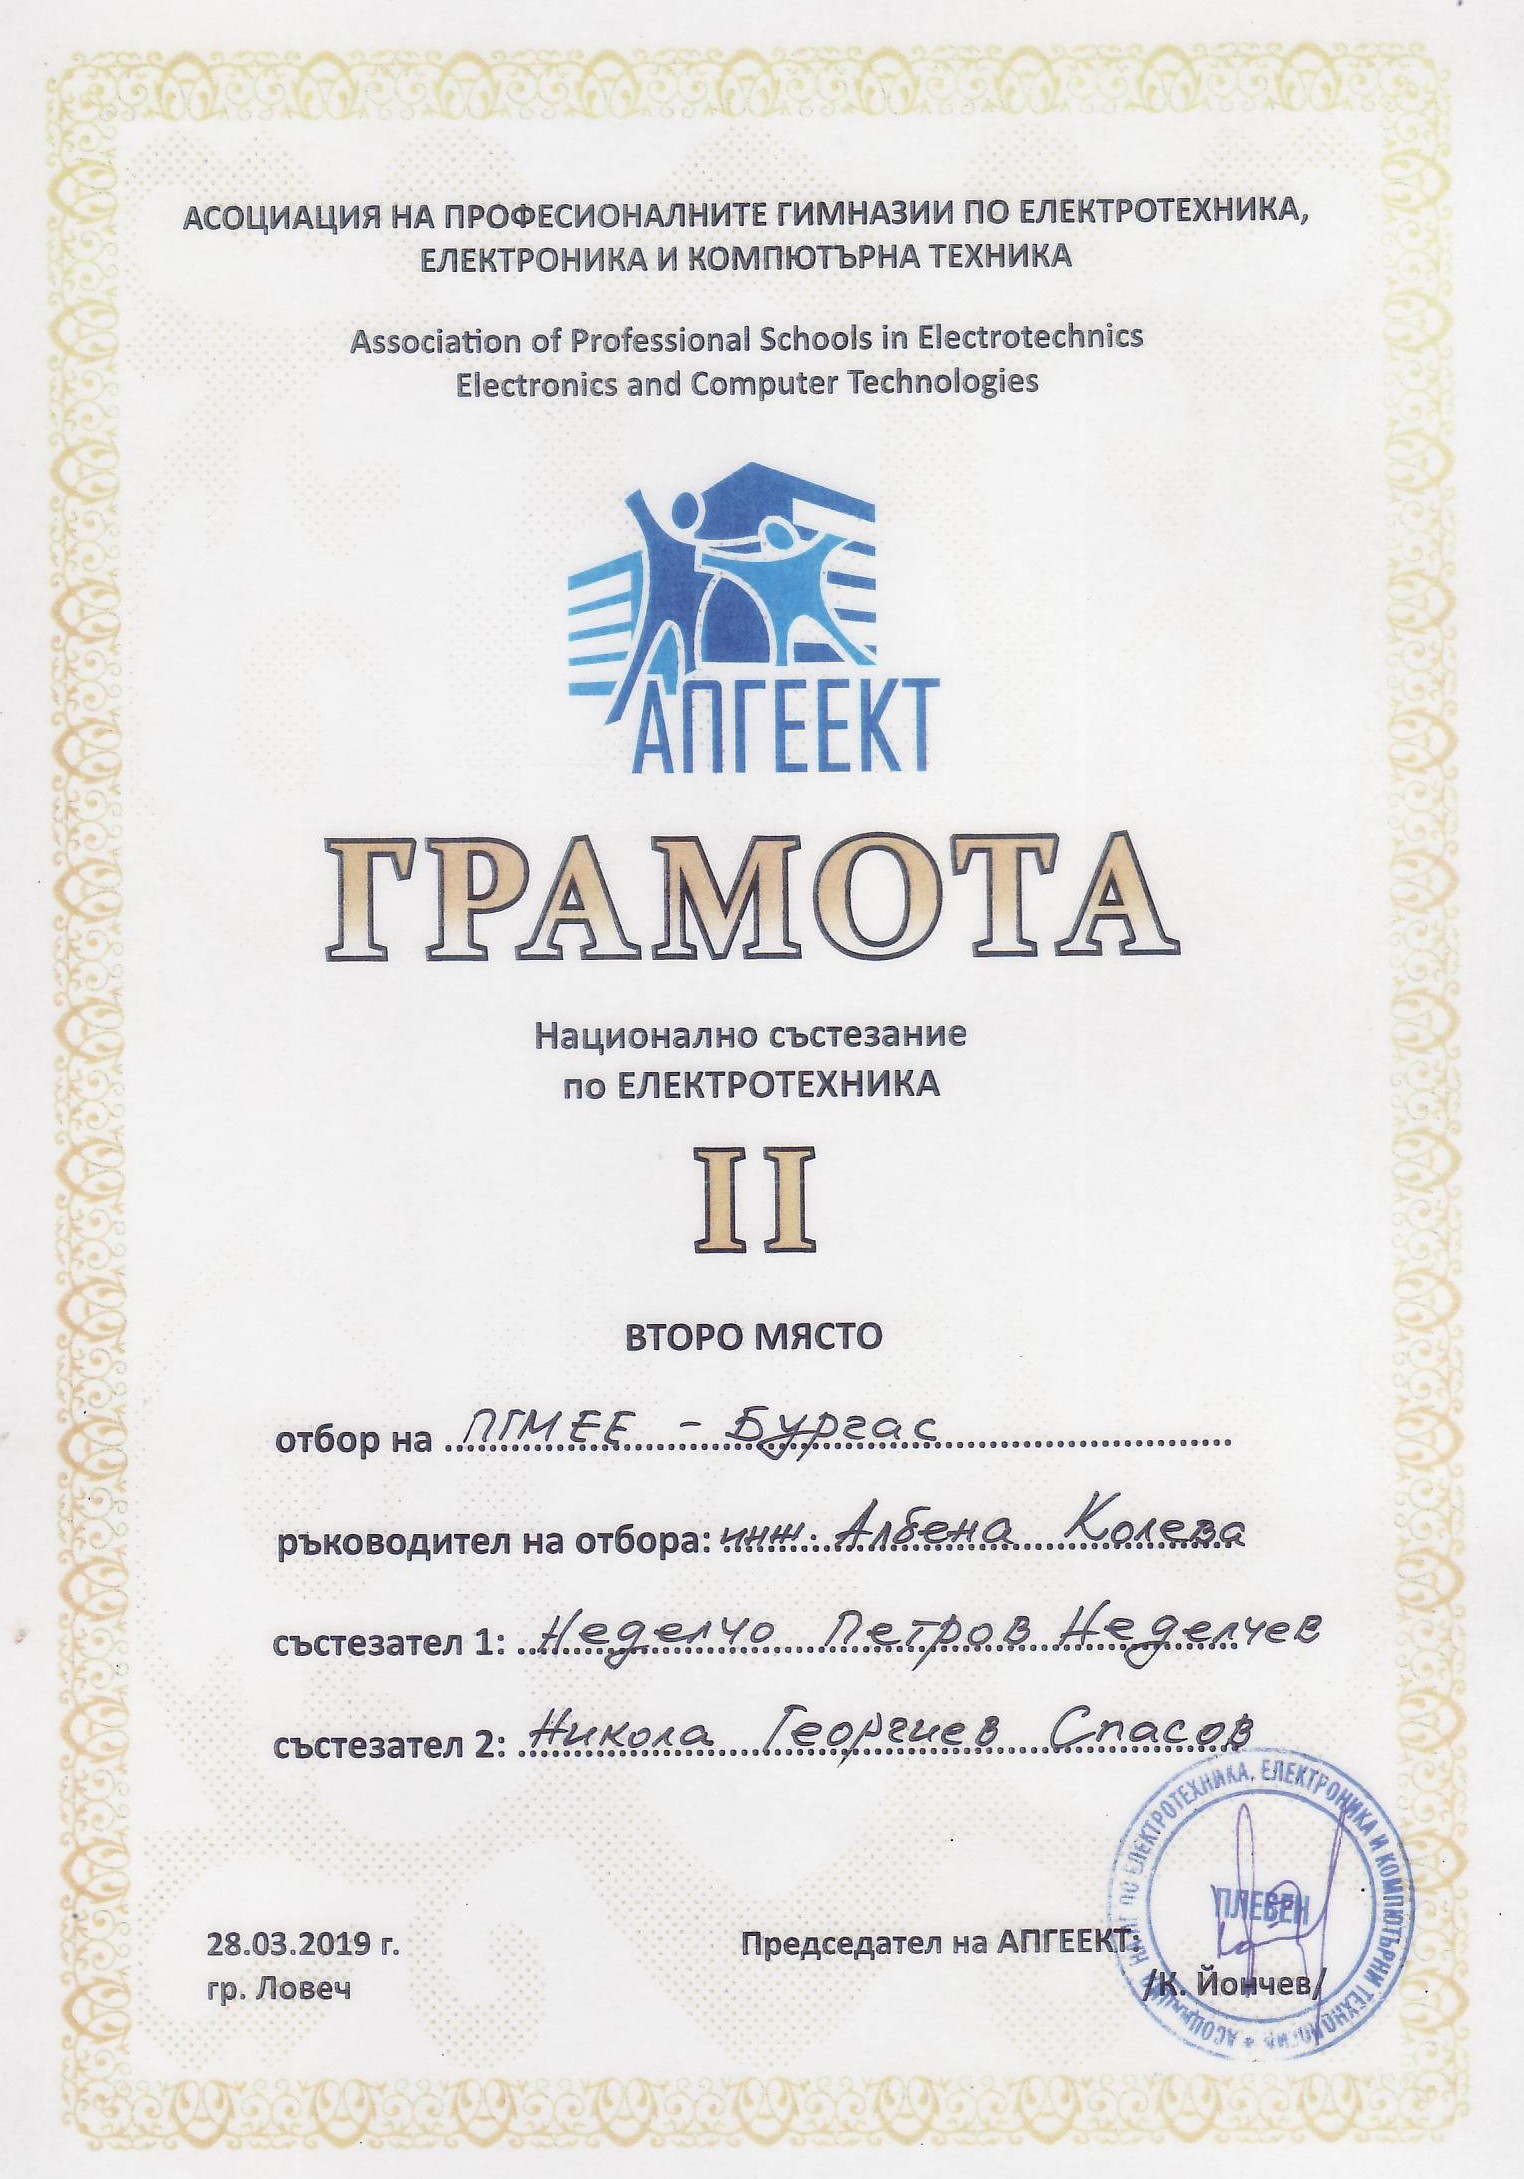 АСОЦИАЦИЯ НА ПРОФЕСИОНАЛНИТЕ ГИМНАЗИИ ПО ЕЛЕКТРОТЕХНИКА,
ЕЛЕКТРОНИКА И КОМПЮТЪРНА ТЕХНИКА
Association of Professional Schools in Electrotechnics
Electronics and Computer Technologies
АПГЕЕКТ
ГРАМОТА
Национално състезание
по ЕЛЕКТРОТЕХНИКА
II
ВТОРО МЯСТО
отбор на ПГМЕЕ - Бургас
ръководител на отбора: инж. Албена Колева
състезател 1: Неделчо Петров Неделчев
състезател 2: Никола Георгиев Спасов
28.03.2019 г.
гр. Ловеч
Председател на АПГЕЕКТ:
/К. Йончев/
ПО ЕЛЕКТРОТЕХНИКА, ЕЛЕКТРОНИКА И КОМПЮТЪРНИ ТЕХНОЛОГИИ
ПЛЕВЕН